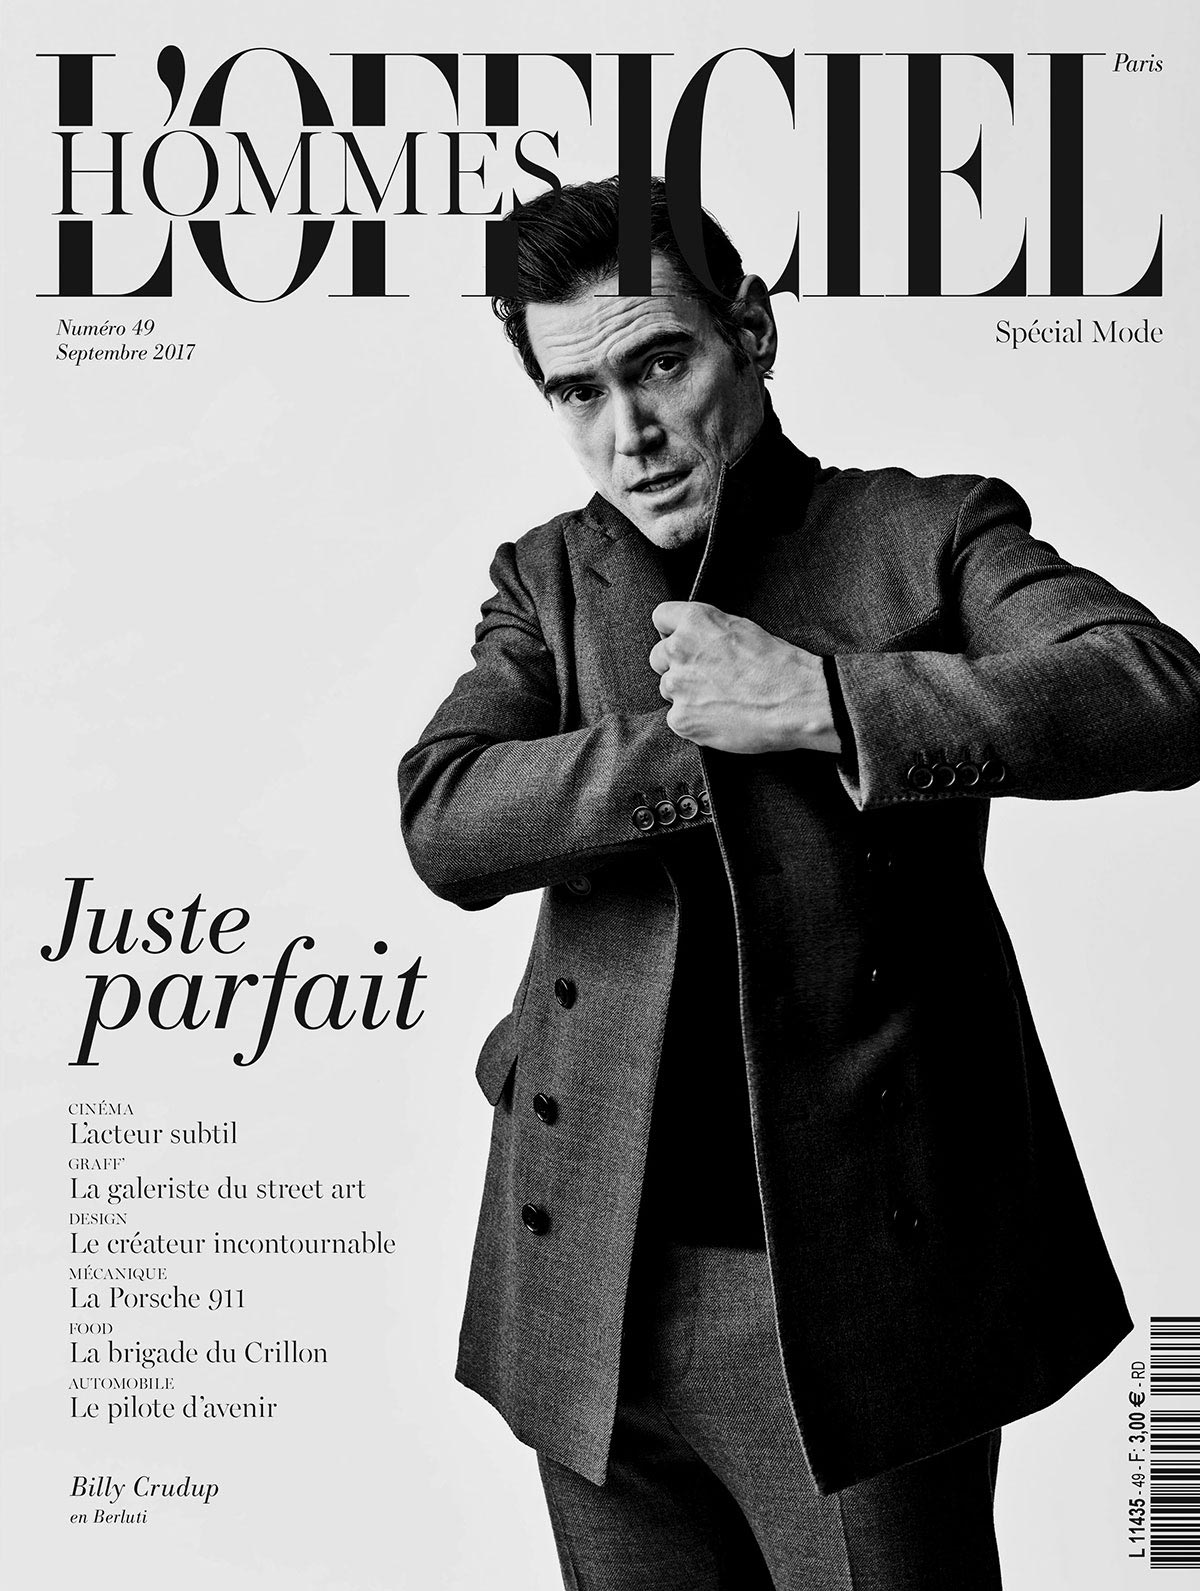 L'OFFICIEL
HOMMES
Paris
Numéro 49
Septembre 2017
Spécial Mode
Juste
parfait
CINÉMA
L'acteur subtil
GRAFF'
La galeriste du street art
DESIGN
Le créateur incontournable
MÉCANIQUE
La Porsche 911
FOOD
La brigade du Crillon
AUTOMOBILE
Le pilote d'avenir
Billy Crudup
en Berluti
L 11435 - 49 - F: 3,00 € - RD